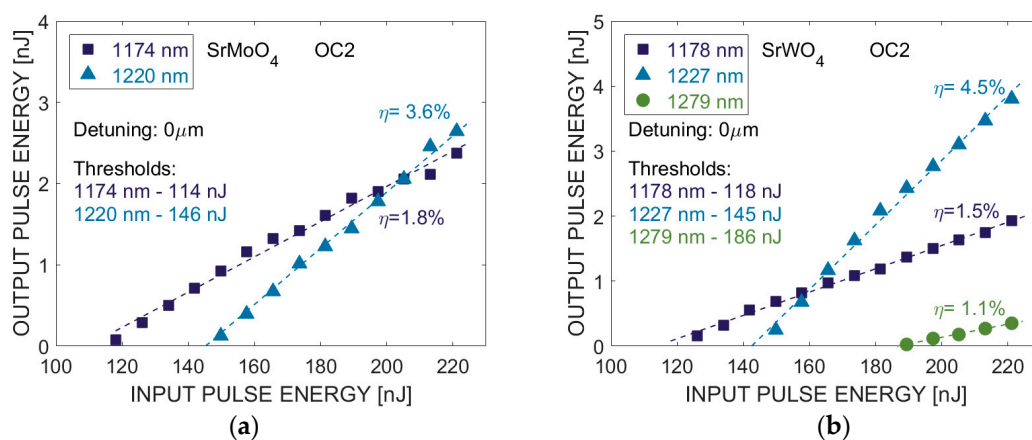 1174 nm SrMoO4 OC2
1220 nm
η= 3.6%
Detuning: 0μm
Thresholds:
1174 nm - 114 nJ
1220 nm - 146 nJ
η=1.8%
OUTPUT PULSE ENERGY [nJ]
0 1 2 3 4
100 120 140 160 180 200 220
INPUT PULSE ENERGY [nJ]
(a)
1178 nm SrWO4 OC2
1227 nm
1279 nm
η= 4.5%
Detuning: 0μm
Thresholds:
1178 nm - 118 nJ
1227 nm - 145 nJ
1279 nm - 186 nJ
η=1.5%
η= 1.1%
OUTPUT PULSE ENERGY [nJ]
0 1 2 3 4 5
100 120 140 160 180 200 220
INPUT PULSE ENERGY [nJ]
(b)